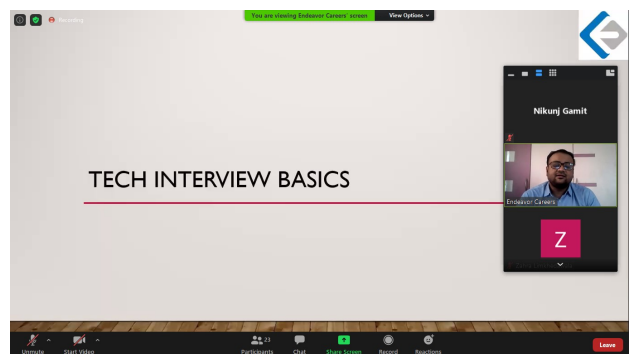 Recording
You are viewing Endeavor Careers' screen
View Options
Nikunj Gamit
TECH INTERVIEW BASICS
Endeavor Careers
Z
Unmute
Start Video
23
Participants
Chat
Share Screen
Record
Reactions
Leave